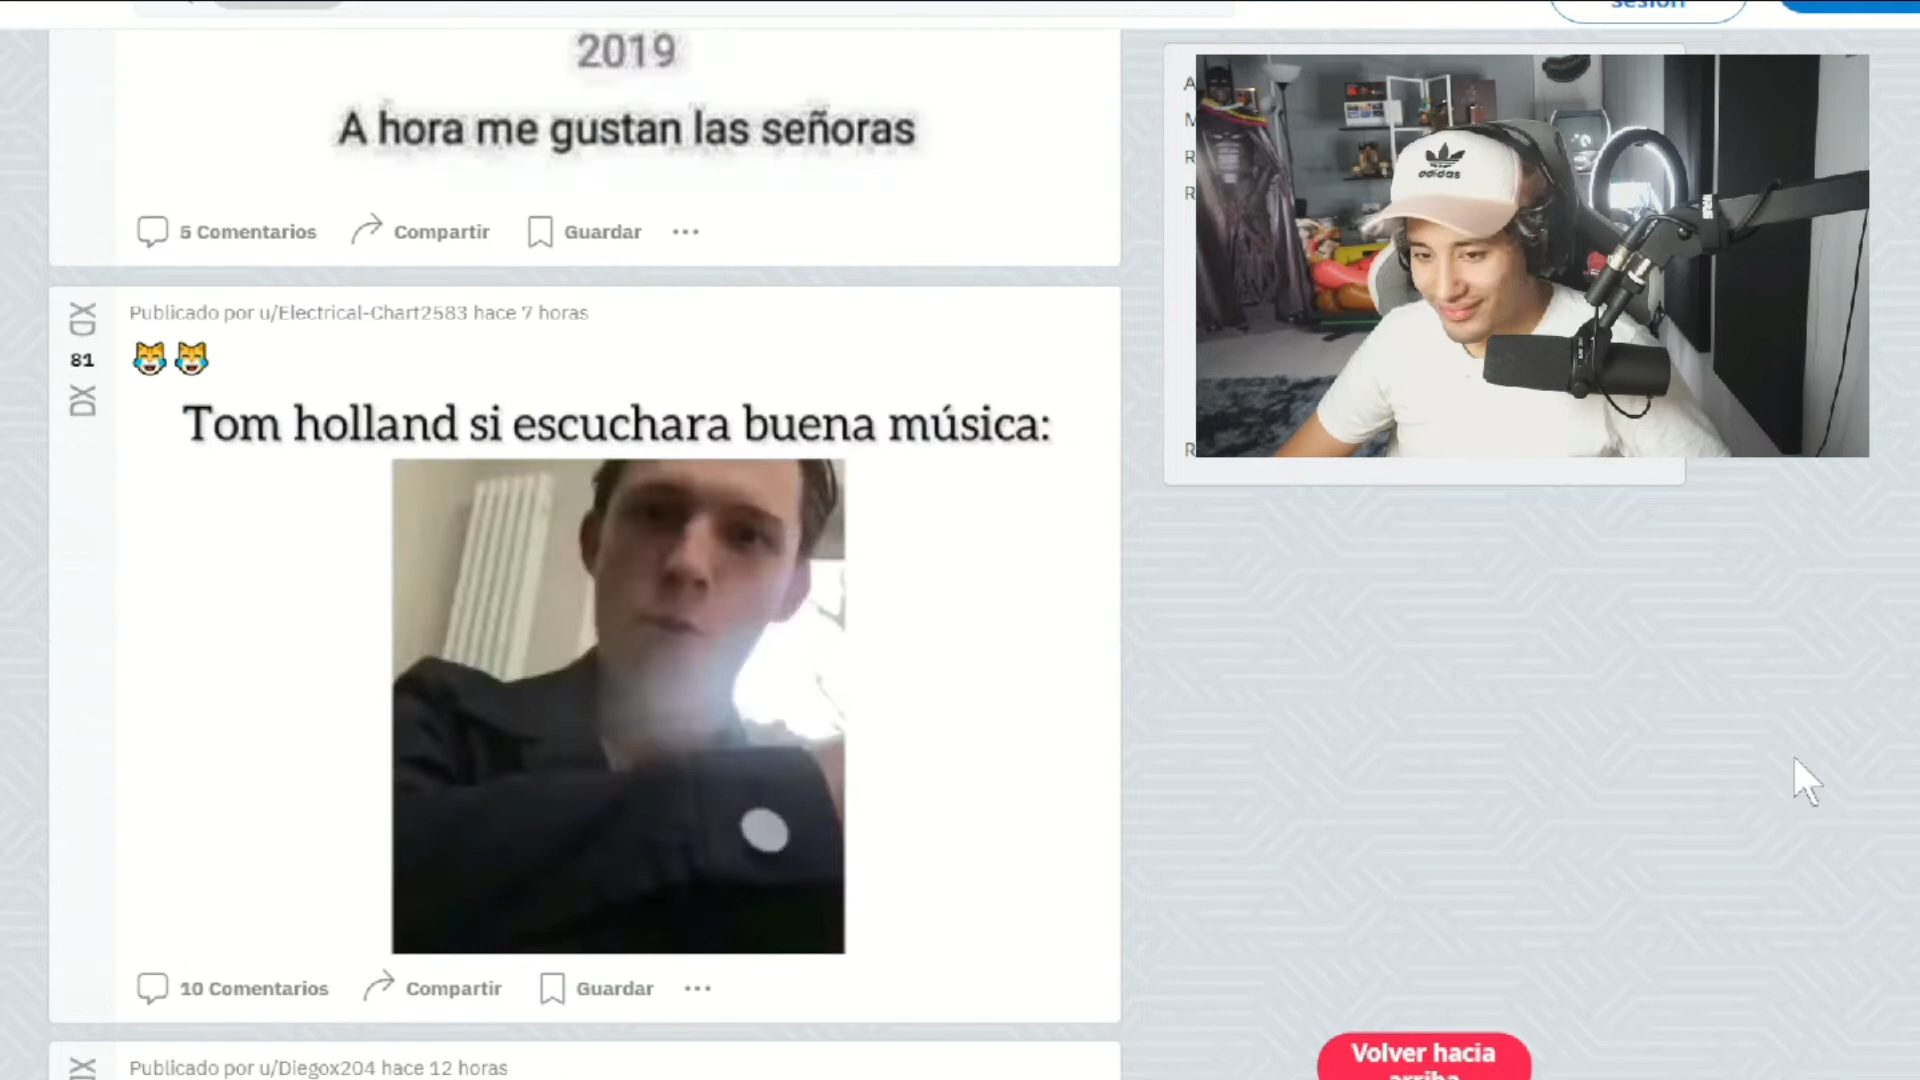 sesión
2019
A hora me gustan las señoras
5 Comentarios Compartir Guardar
A
M
R
R
adidas
Publicado por u/Electrical-Chart2583 hace 7 horas
XD
81
XD
Tom holland si escuchara buena música:
R
10 Comentarios Compartir Guardar
XD
Publicado por u/Diegox204 hace 12 horas
Volver hacia
arriba